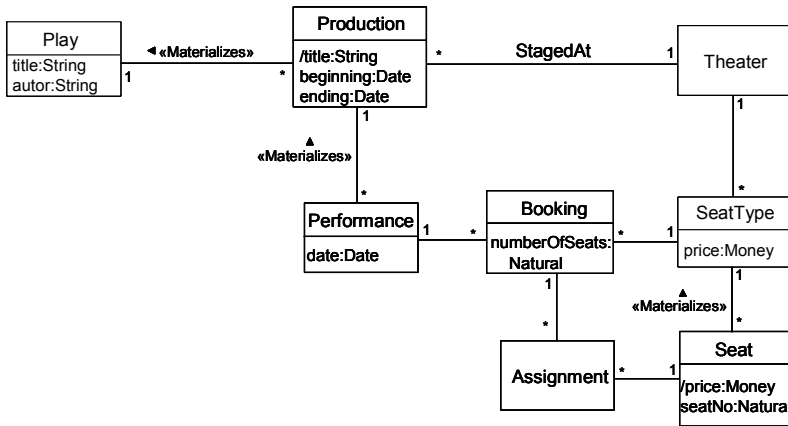 Play
title:String
autor:String
1
«Materializes»
*
Production
/title:String
beginning:Date
ending:Date
*
StagedAt
1
Theater
1
«Materializes»
*
1
*
Performance
date:Date
1
*
Booking
numberOfSeats:
Natural
*
1
SeatType
price:Money
1
«Materializes»
*
1
*
Assignment
*
1
Seat
/price:Money
seatNo:Natura